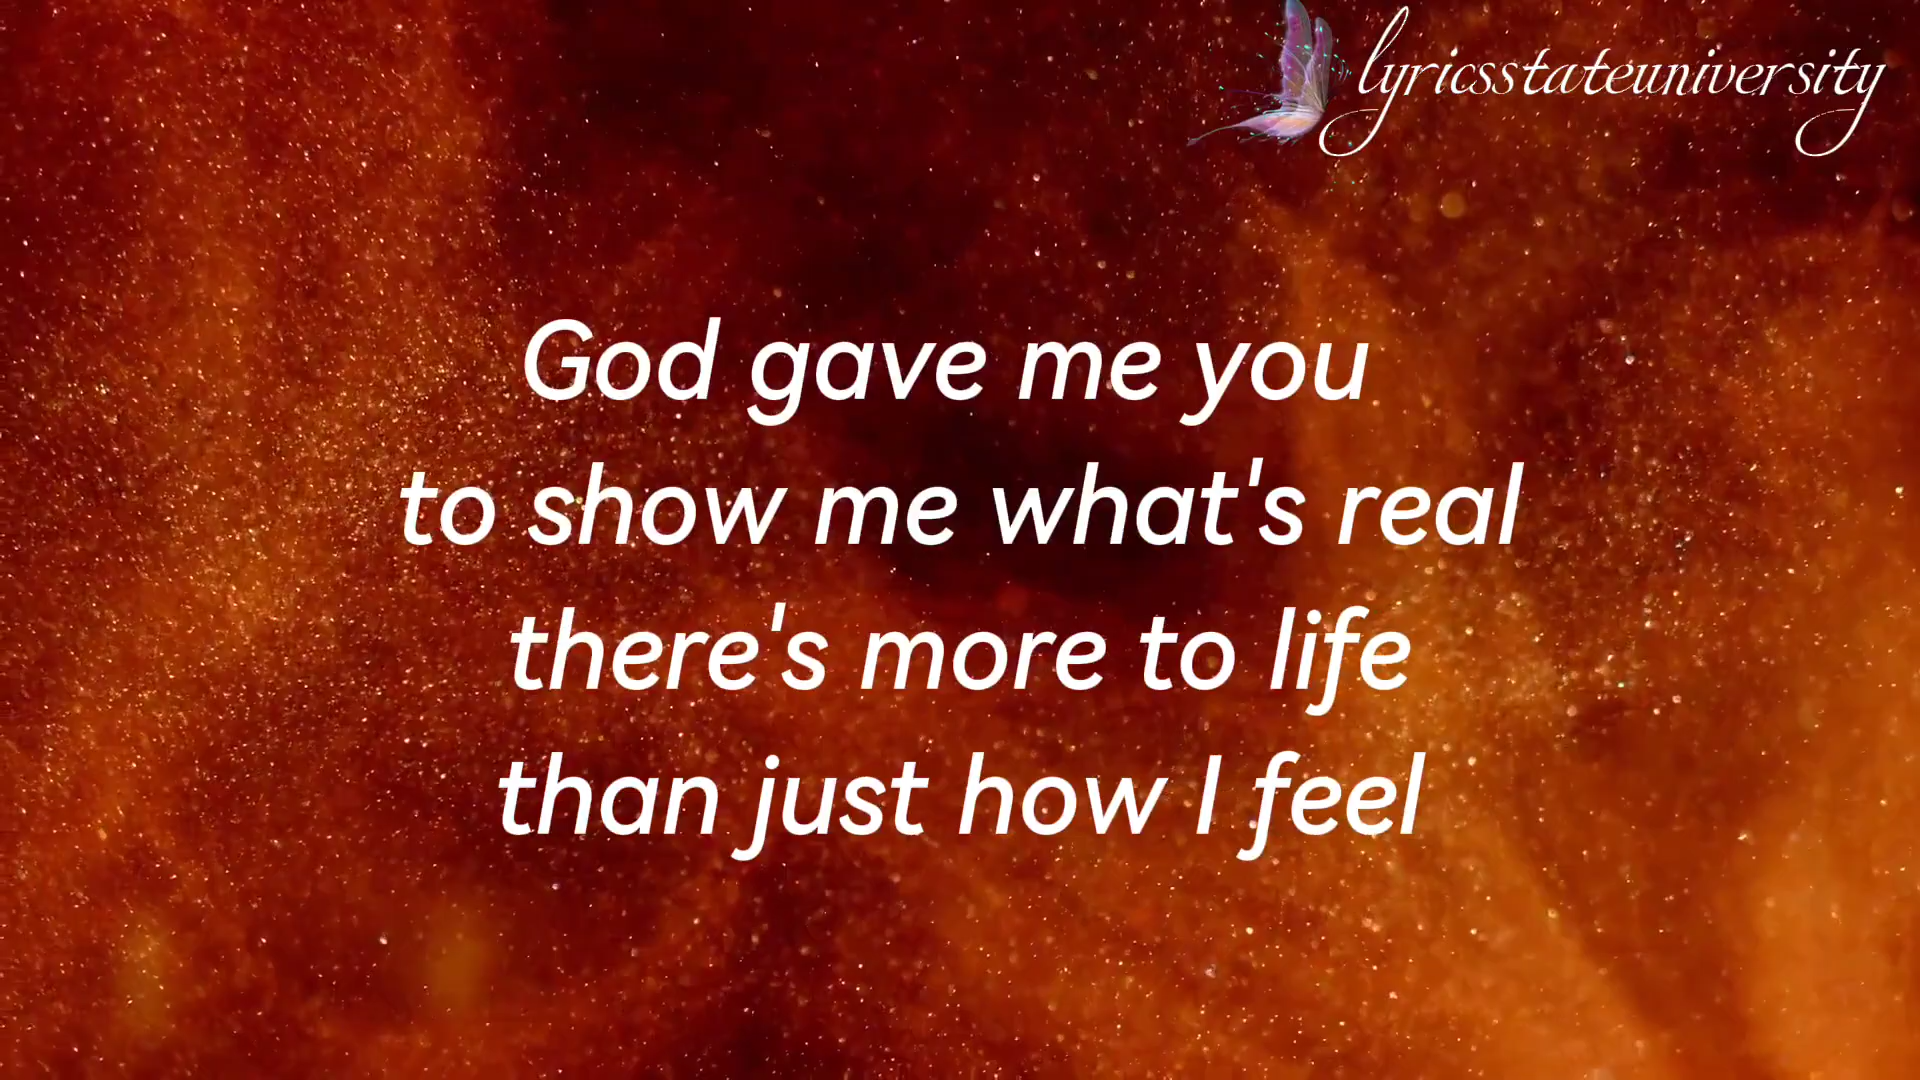 lyricsstateuniversity
God gave me you
to show me what's real
there's more to life
than just how I feel